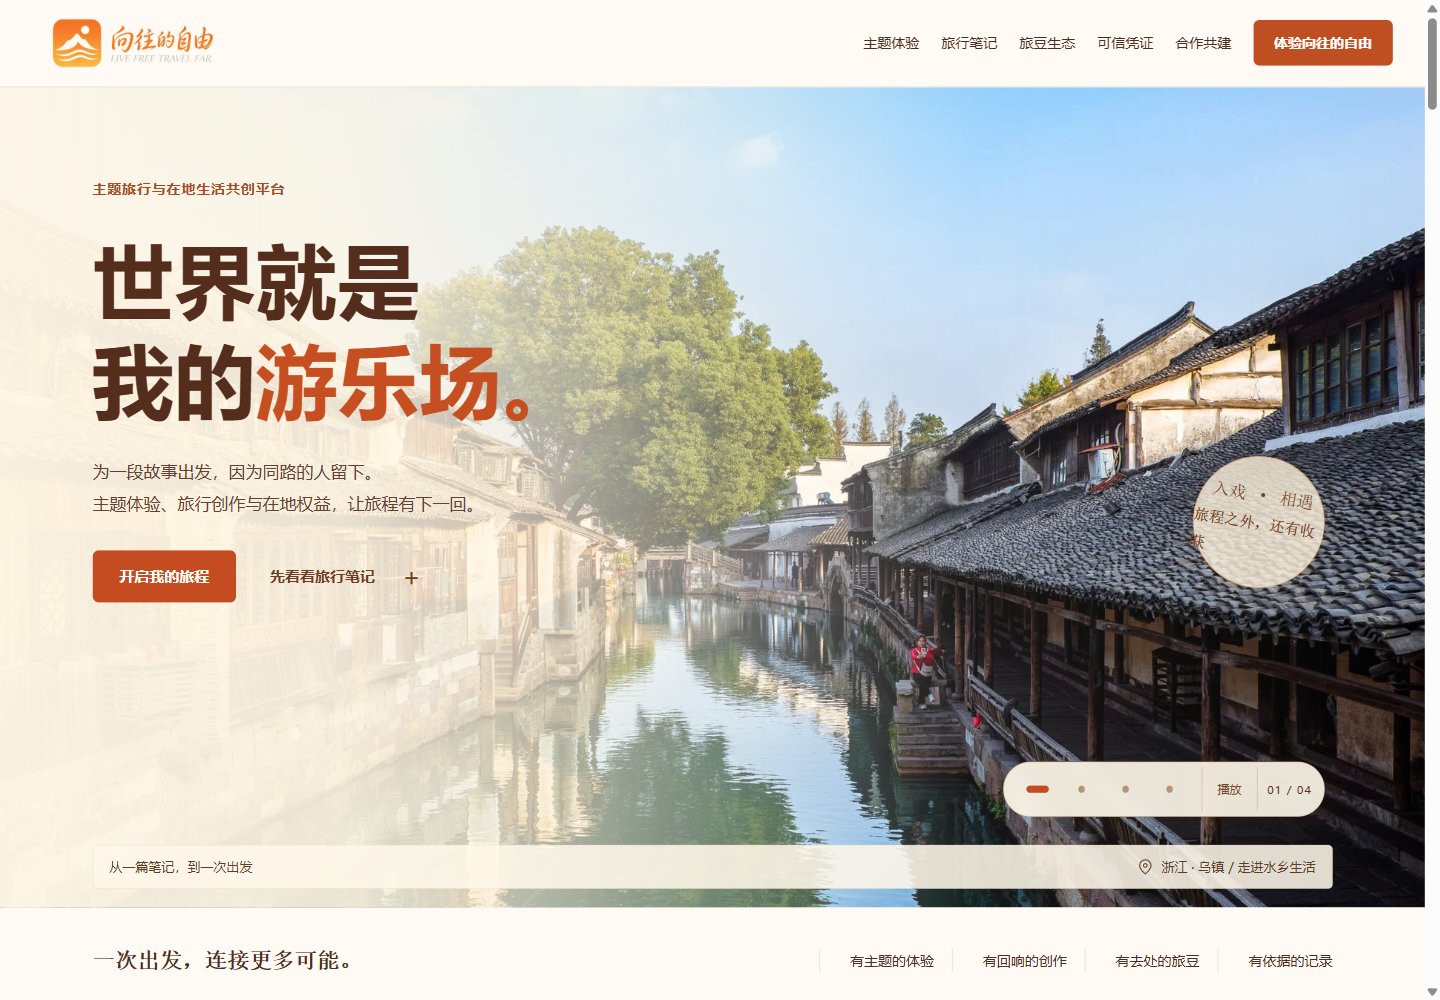 向往的自由
LIVE FREE TRAVEL FAR
主题体验
旅行笔记
旅豆生态
可信凭证
合作共建
体验向往的自由
主题旅行与在地生活共创平台
世界就是
我的游乐场。
为一段故事出发，因为同路的人留下。
主题体验、旅行创作与在地权益，让旅程有下一回。
开启我的旅程
先看看旅行笔记 +
入戏 • 相遇
旅程之外，还有收
获
播放
01 / 04
从一篇笔记，到一次出发
浙江 · 乌镇 / 走进水乡生活
一次出发，连接更多可能。
有主题的体验
有回响的创作
有去处的旅豆
有依据的记录